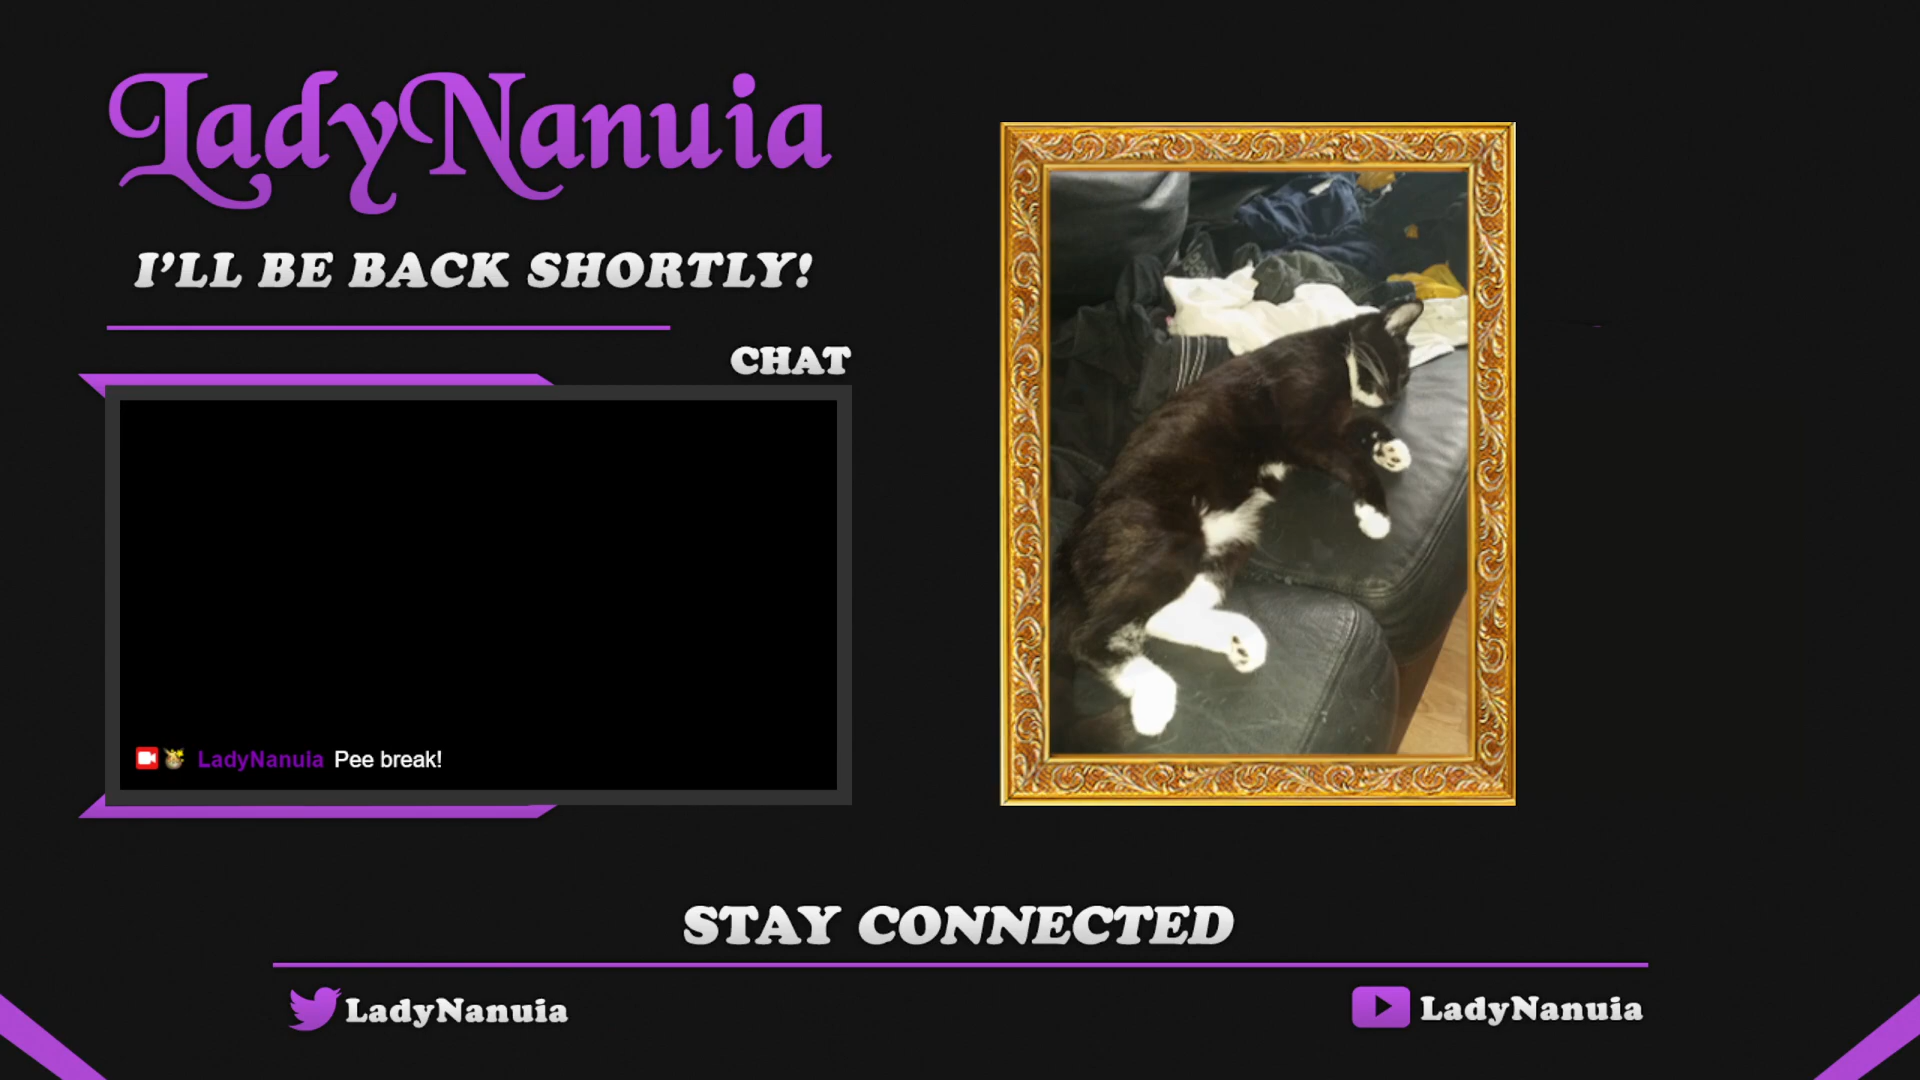 LadyNanuia
I'LL BE BACK SHORTLY!
CHAT
LadyNanuia Pee break!
STAY CONNECTED
LadyNanuia
LadyNanuia